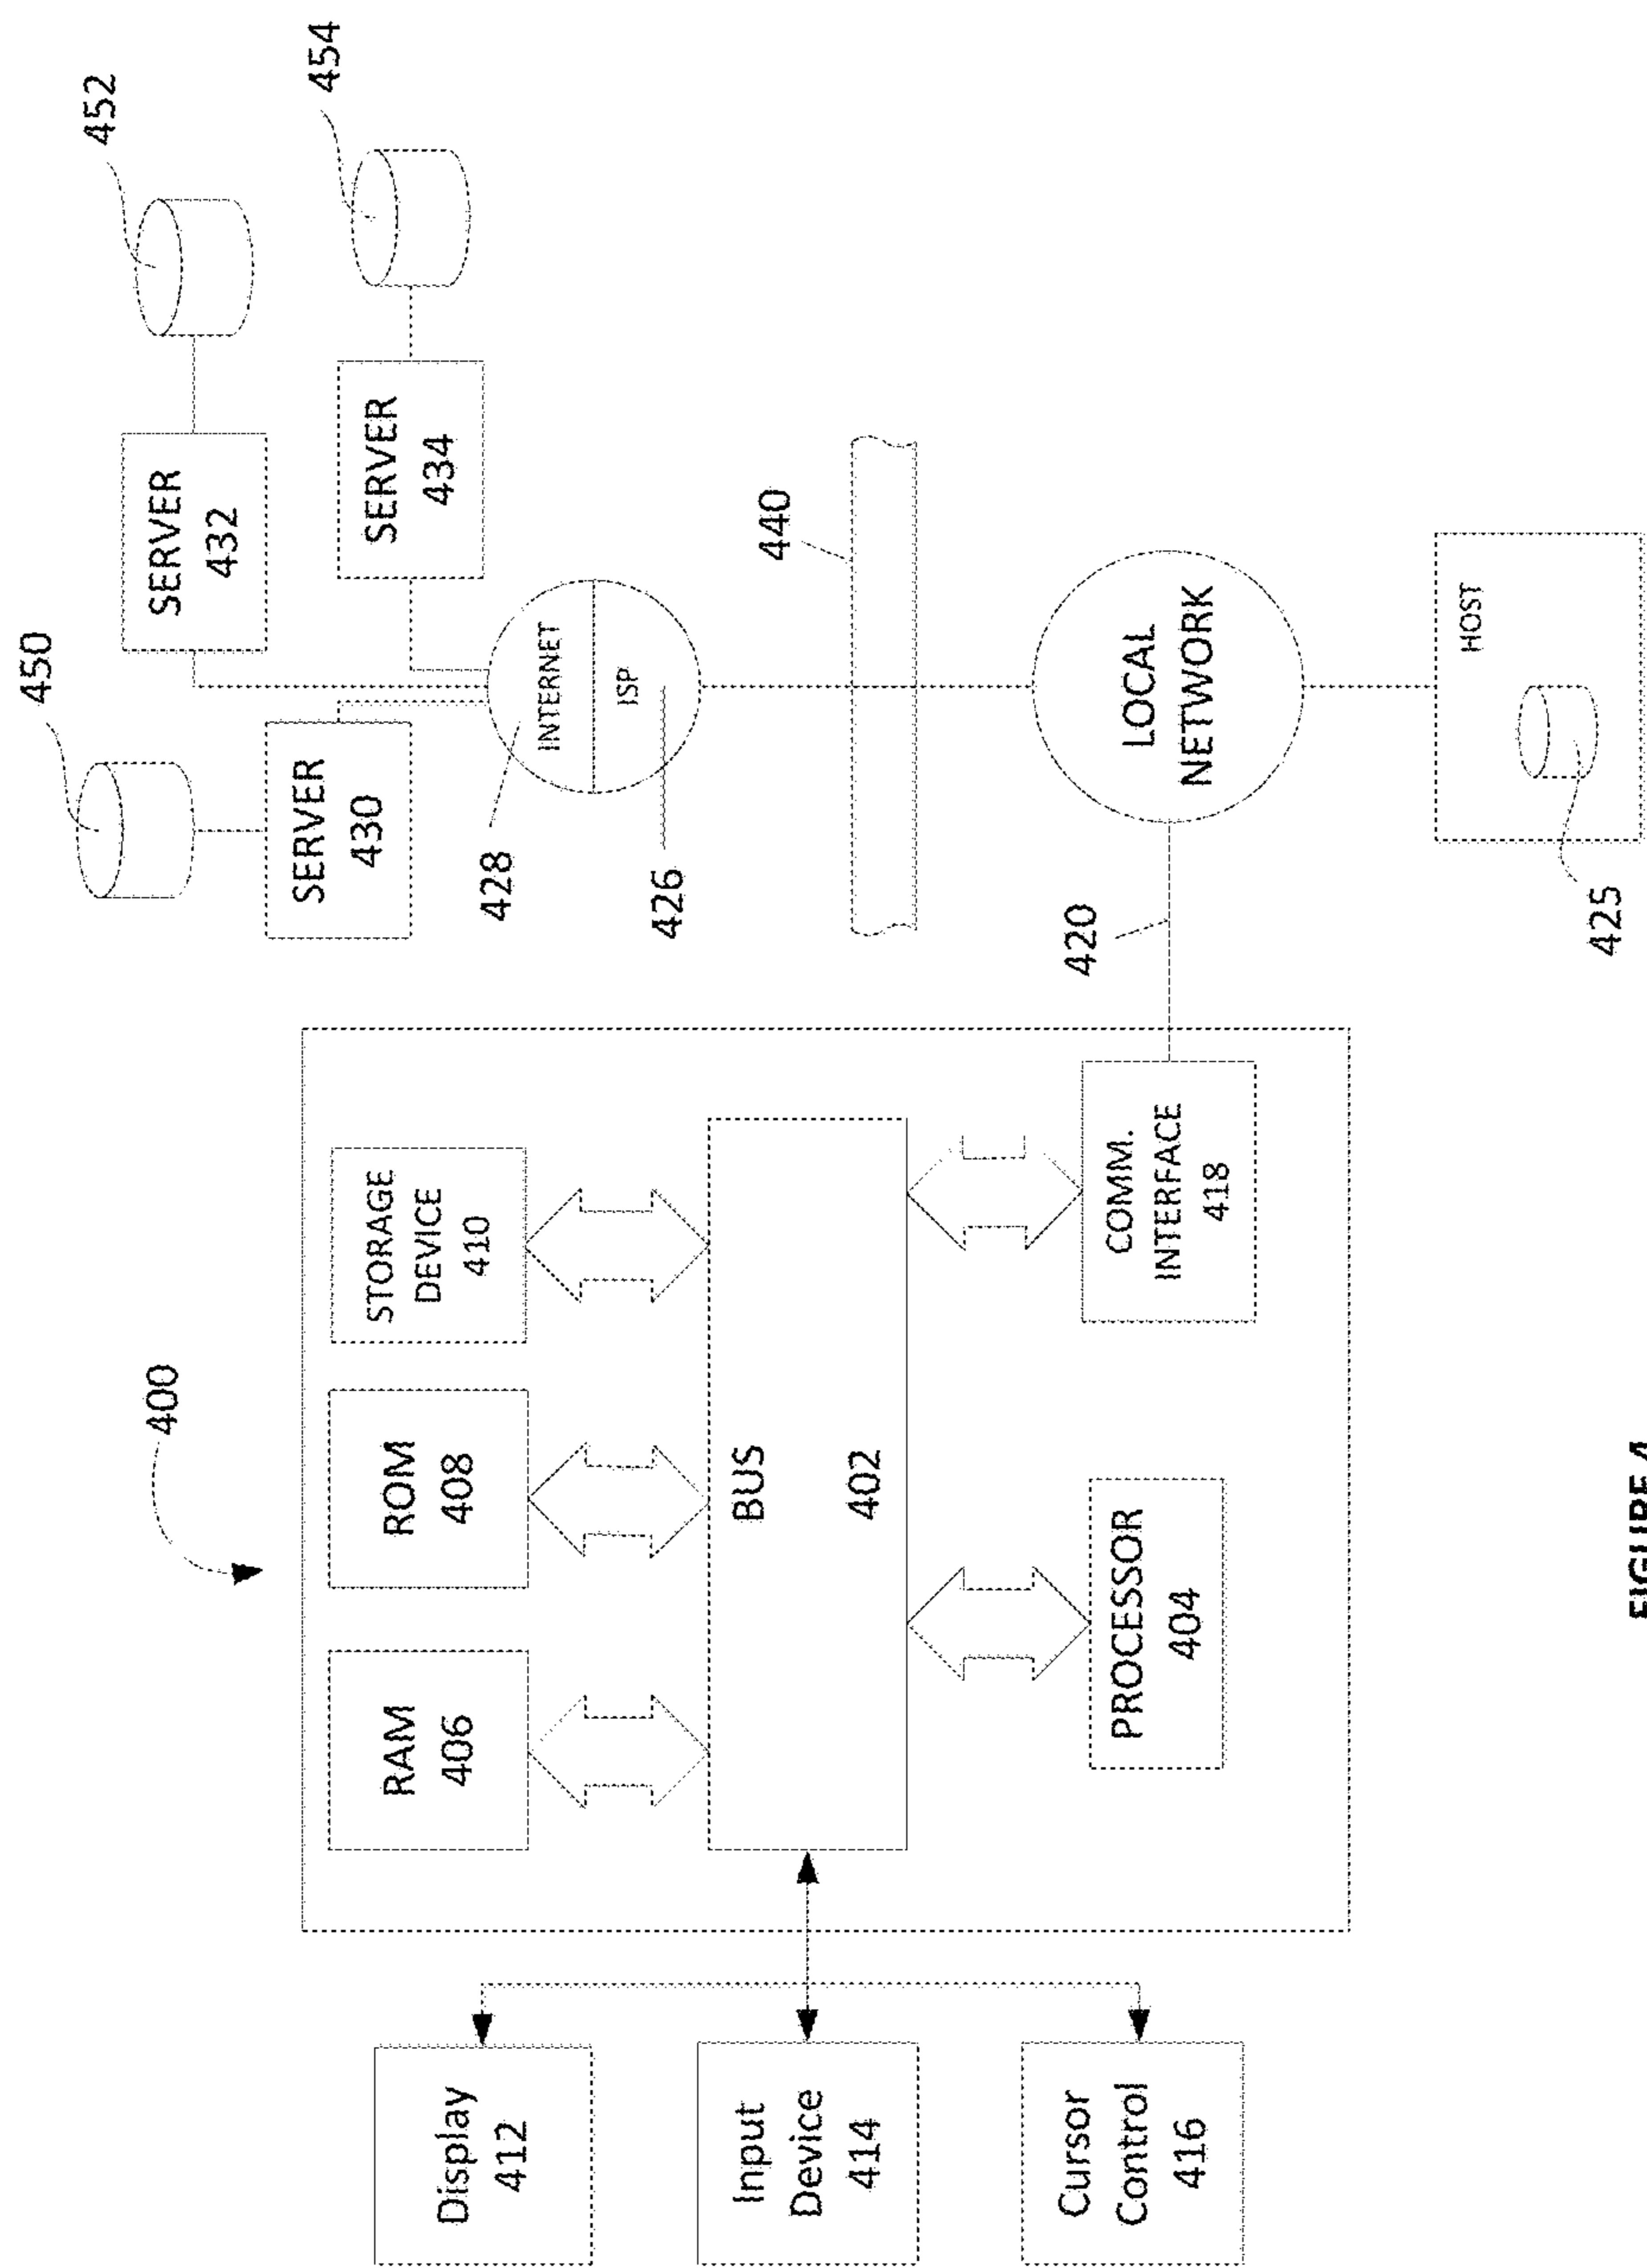 400
450
452
454
SERVER
430
SERVER
432
SERVER
434
Display
412
Input
Device
414
Cursor
Control
416
RAM
406
ROM
408
STORAGE
DEVICE
410
BUS
402
PROCESSOR
404
COMM.
INTERFACE
418
428
INTERNET
ISP
426
440
420
LOCAL
NETWORK
HOST
425
FIGURE 4